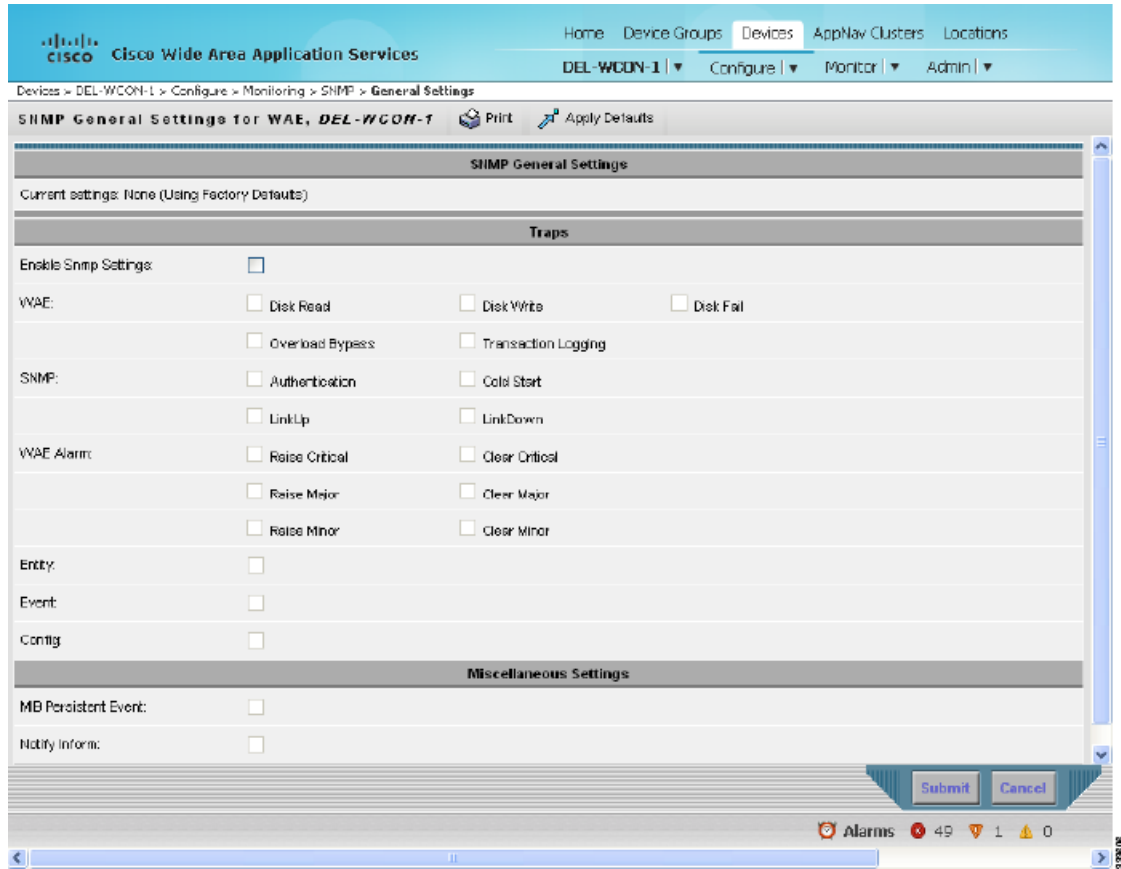 Home Device Groups Devices AppNav Clusters Locations
CISCO Cisco Wide Area Application Services
DEL-WCON-1 Configure Monitor Admin
Devices > DEL-WCON-1 > Configure > Monitoring > SNMP > General Settings
SNMP General Settings for WAE, DEL-WCON-1 Print Apply Defaults
SNMP General Settings
Current settings: None (Using Factory Defaults)
Traps
Enable Snmp Settings:
WAE: Disk Read Disk Write Disk Fail
Overload Bypass Transaction Logging
SNMP: Authentication Cold Start
LinkUp LinkDown
WAE Alarm: Raise Critical Clear Critical
Raise Major Clear Major
Raise Minor Clear Minor
Entity:
Event:
Config:
Miscellaneous Settings
MIB Persistent Event:
Notify Inform:
Submit Cancel
Alarms 49 1 0